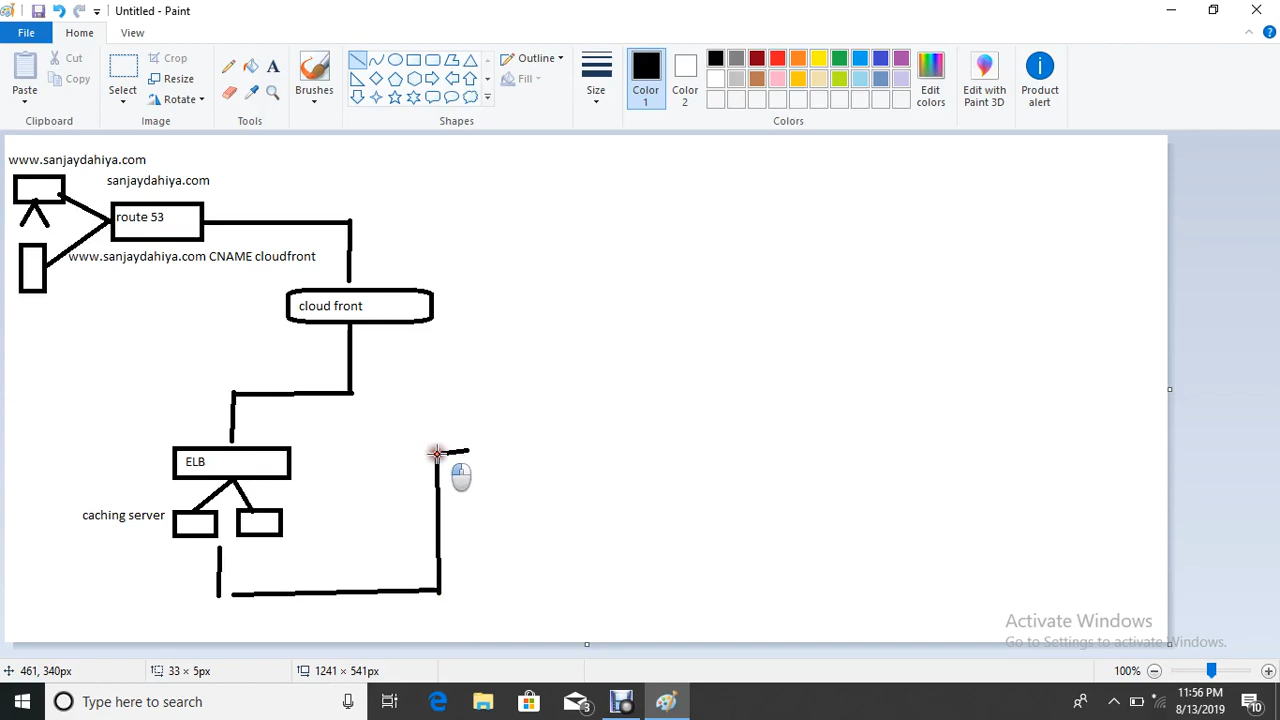 Untitled - Paint
File
Home
View
Paste
Cut
Copy
Clipboard
Select
Crop
Resize
Rotate
Image
A
Tools
Brushes
Shapes
Outline
Fill
Size
Color 1
Color 2
Colors
Edit colors
Edit with Paint 3D
Product alert
www.sanjaydahiya.com
sanjaydahiya.com
route 53
www.sanjaydahiya.com CNAME cloudfront
cloud front
ELB
caching server
Activate Windows
Go to Settings to activate Windows.
461, 340px
33 × 5px
1241 × 541px
100%
Type here to search
3
11:56 PM
8/13/2019
10